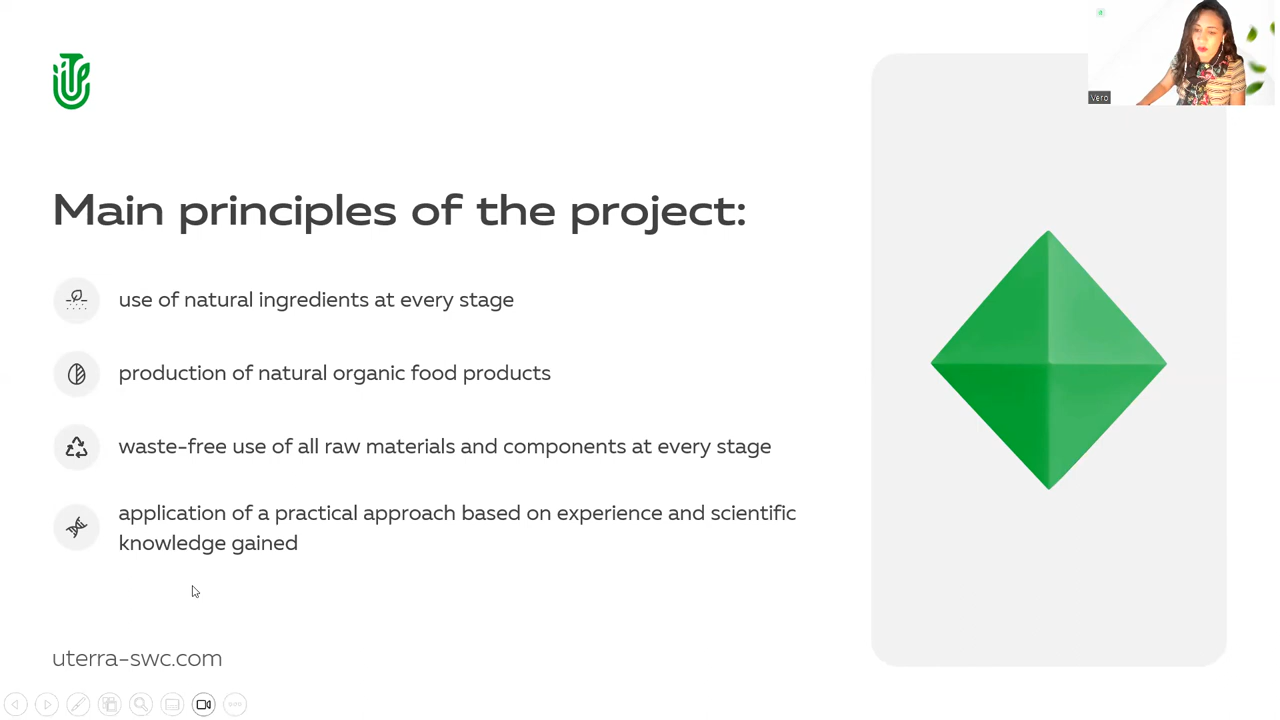 Vero
Main principles of the project:
use of natural ingredients at every stage
production of natural organic food products
waste-free use of all raw materials and components at every stage
application of a practical approach based on experience and scientific
knowledge gained
uterra-swc.com